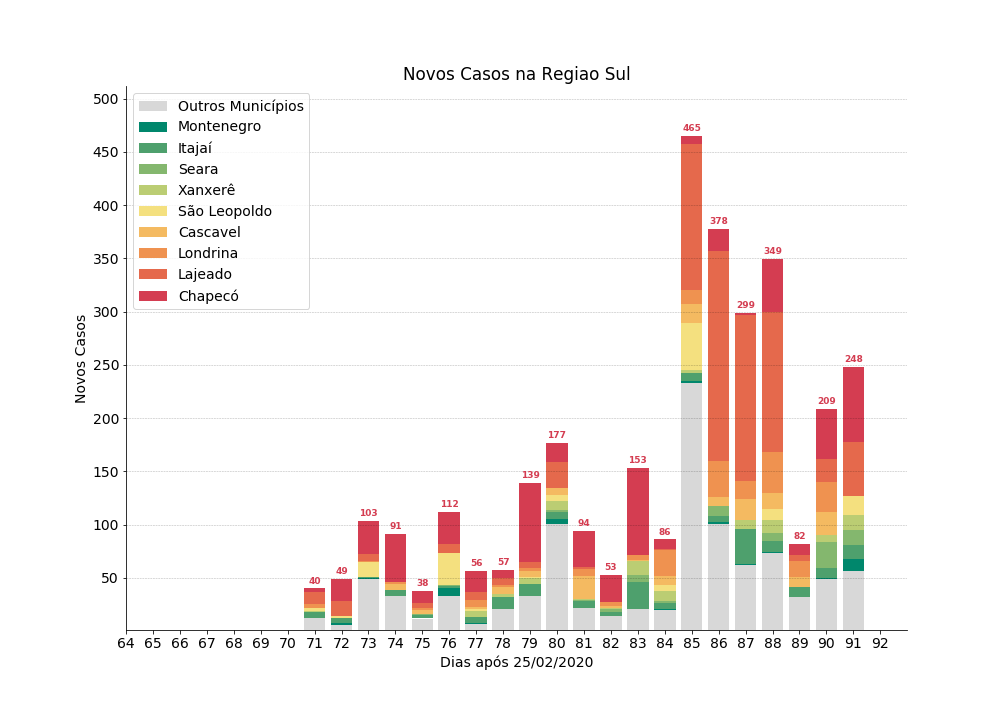 Novos Casos na Regiao Sul
Novos Casos
500
450
400
350
300
250
200
150
100
50
Outros Municípios
Montenegro
Itajaí
Seara
Xanxerê
São Leopoldo
Cascavel
Londrina
Lajeado
Chapecó
40
49
103
91
38
112
56
57
139
177
94
53
153
86
465
378
299
349
82
209
248
64 65 66 67 68 69 70 71 72 73 74 75 76 77 78 79 80 81 82 83 84 85 86 87 88 89 90 91 92
Dias após 25/02/2020